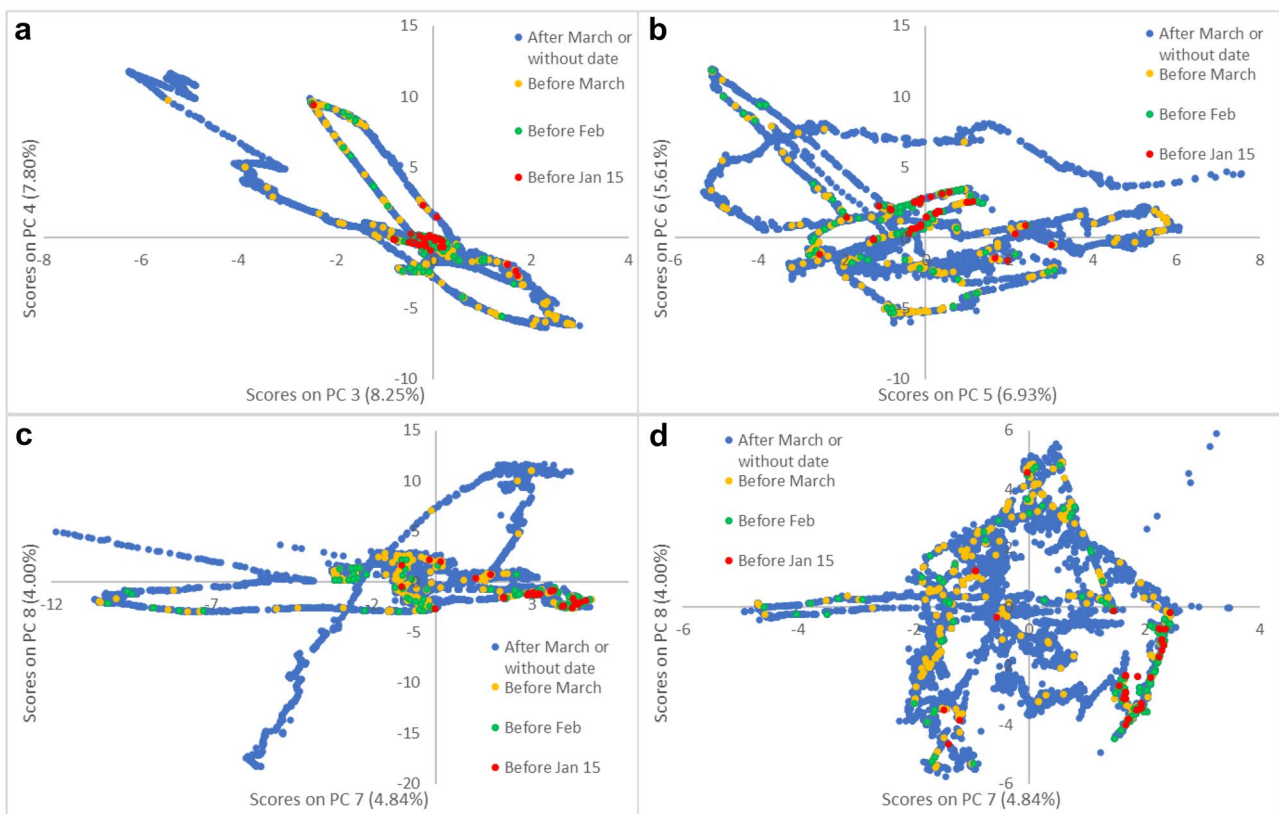 a
15
10
5
-5
-10
-8
-6
-4
-2
0
2
4
Scores on PC 4 (7.80%)
Scores on PC 3 (8.25%)
After March or
without date
Before March
Before Feb
Before Jan 15
b
15
10
5
-5
-10
-6
-4
-2
0
2
4
6
8
Scores on PC 6 (5.61%)
Scores on PC 5 (6.93%)
After March or
without date
Before March
Before Feb
Before Jan 15
c
15
10
5
-5
-10
-15
-20
-12
-7
-2
3
Scores on PC 8 (4.00%)
Scores on PC 7 (4.84%)
After March or
without date
Before March
Before Feb
Before Jan 15
d
6
4
2
0
-2
-4
-6
-6
-4
-2
0
2
4
Scores on PC 8 (4.00%)
Scores on PC 7 (4.84%)
After March or
without date
Before March
Before Feb
Before Jan 15